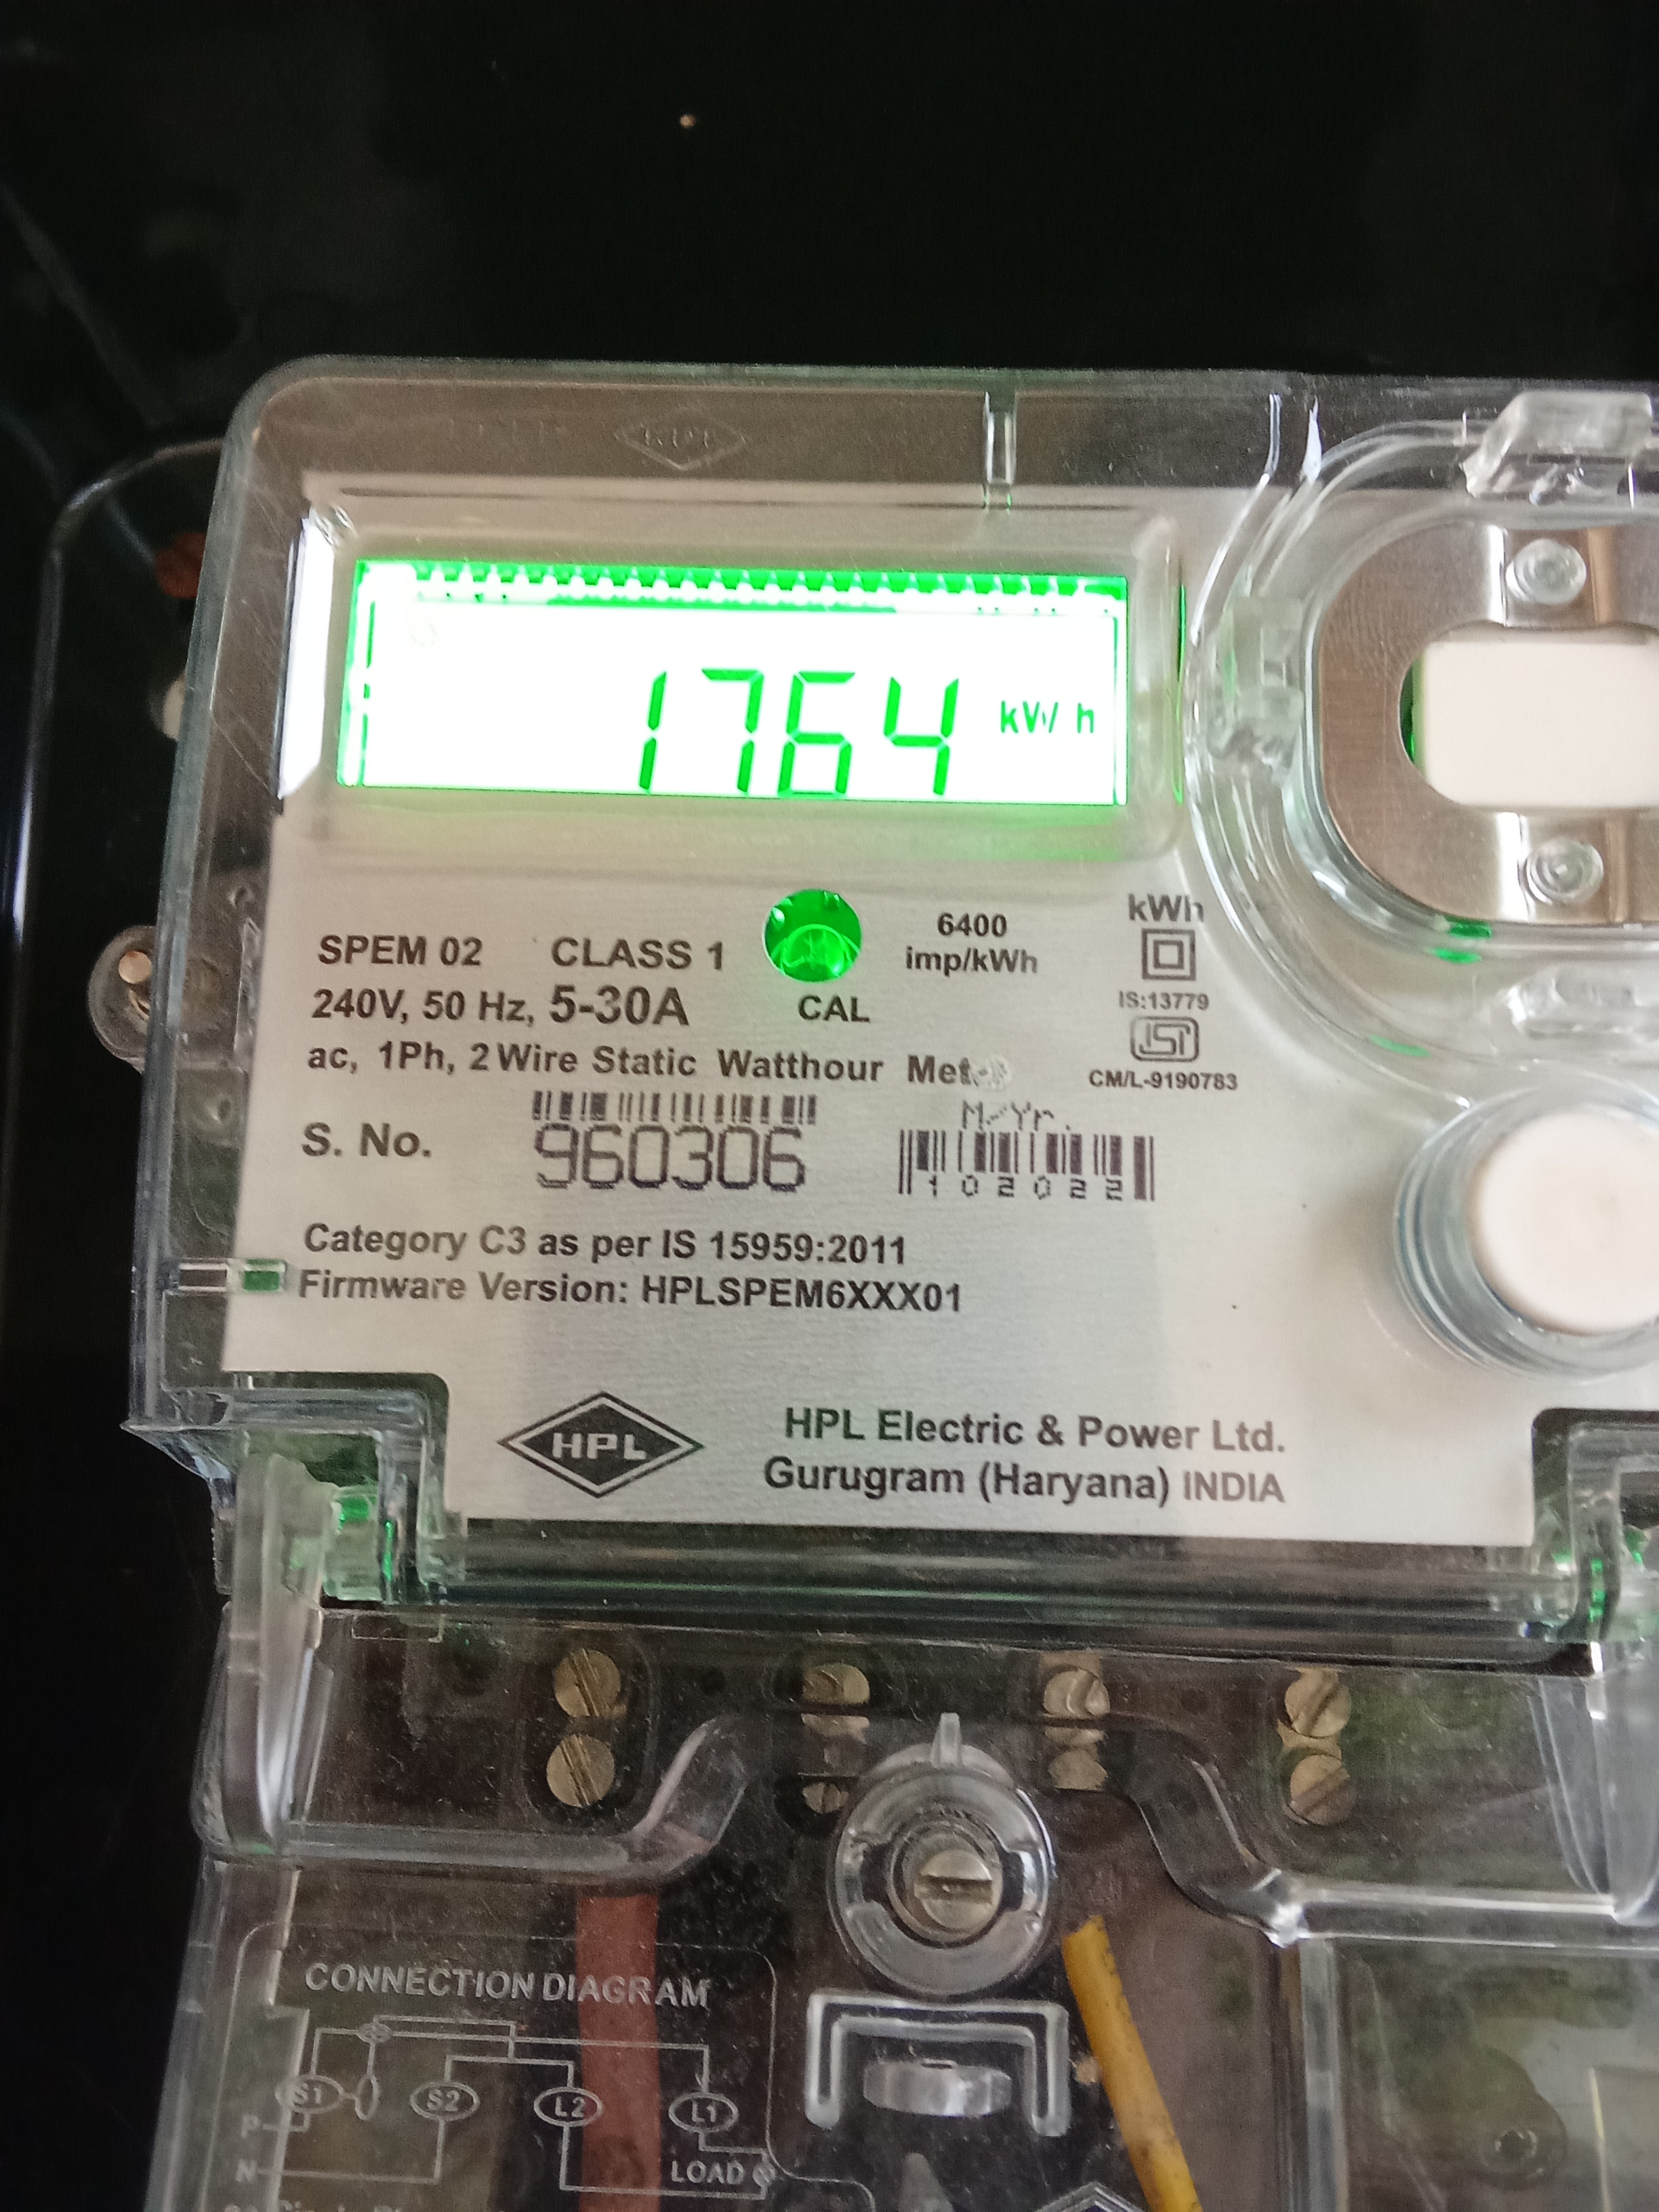 1764 kWh
SPEM 02 CLASS 1
240V, 50 Hz, 5-30A
CAL
6400
imp/kWh
kWh
IS:13779
ISI
CM/L-9190783
ac, 1Ph, 2 Wire Static Watthour
S. No. 960306
M/Yr.
102022
Category C3 as per IS 15959:2011
Firmware Version: HPLSPEM6XXX01
HPL
HPL Electric & Power Ltd.
Gurugram (Haryana) INDIA
CONNECTION DIAGRAM
S1 S2 L2 L1
P
N
LOAD